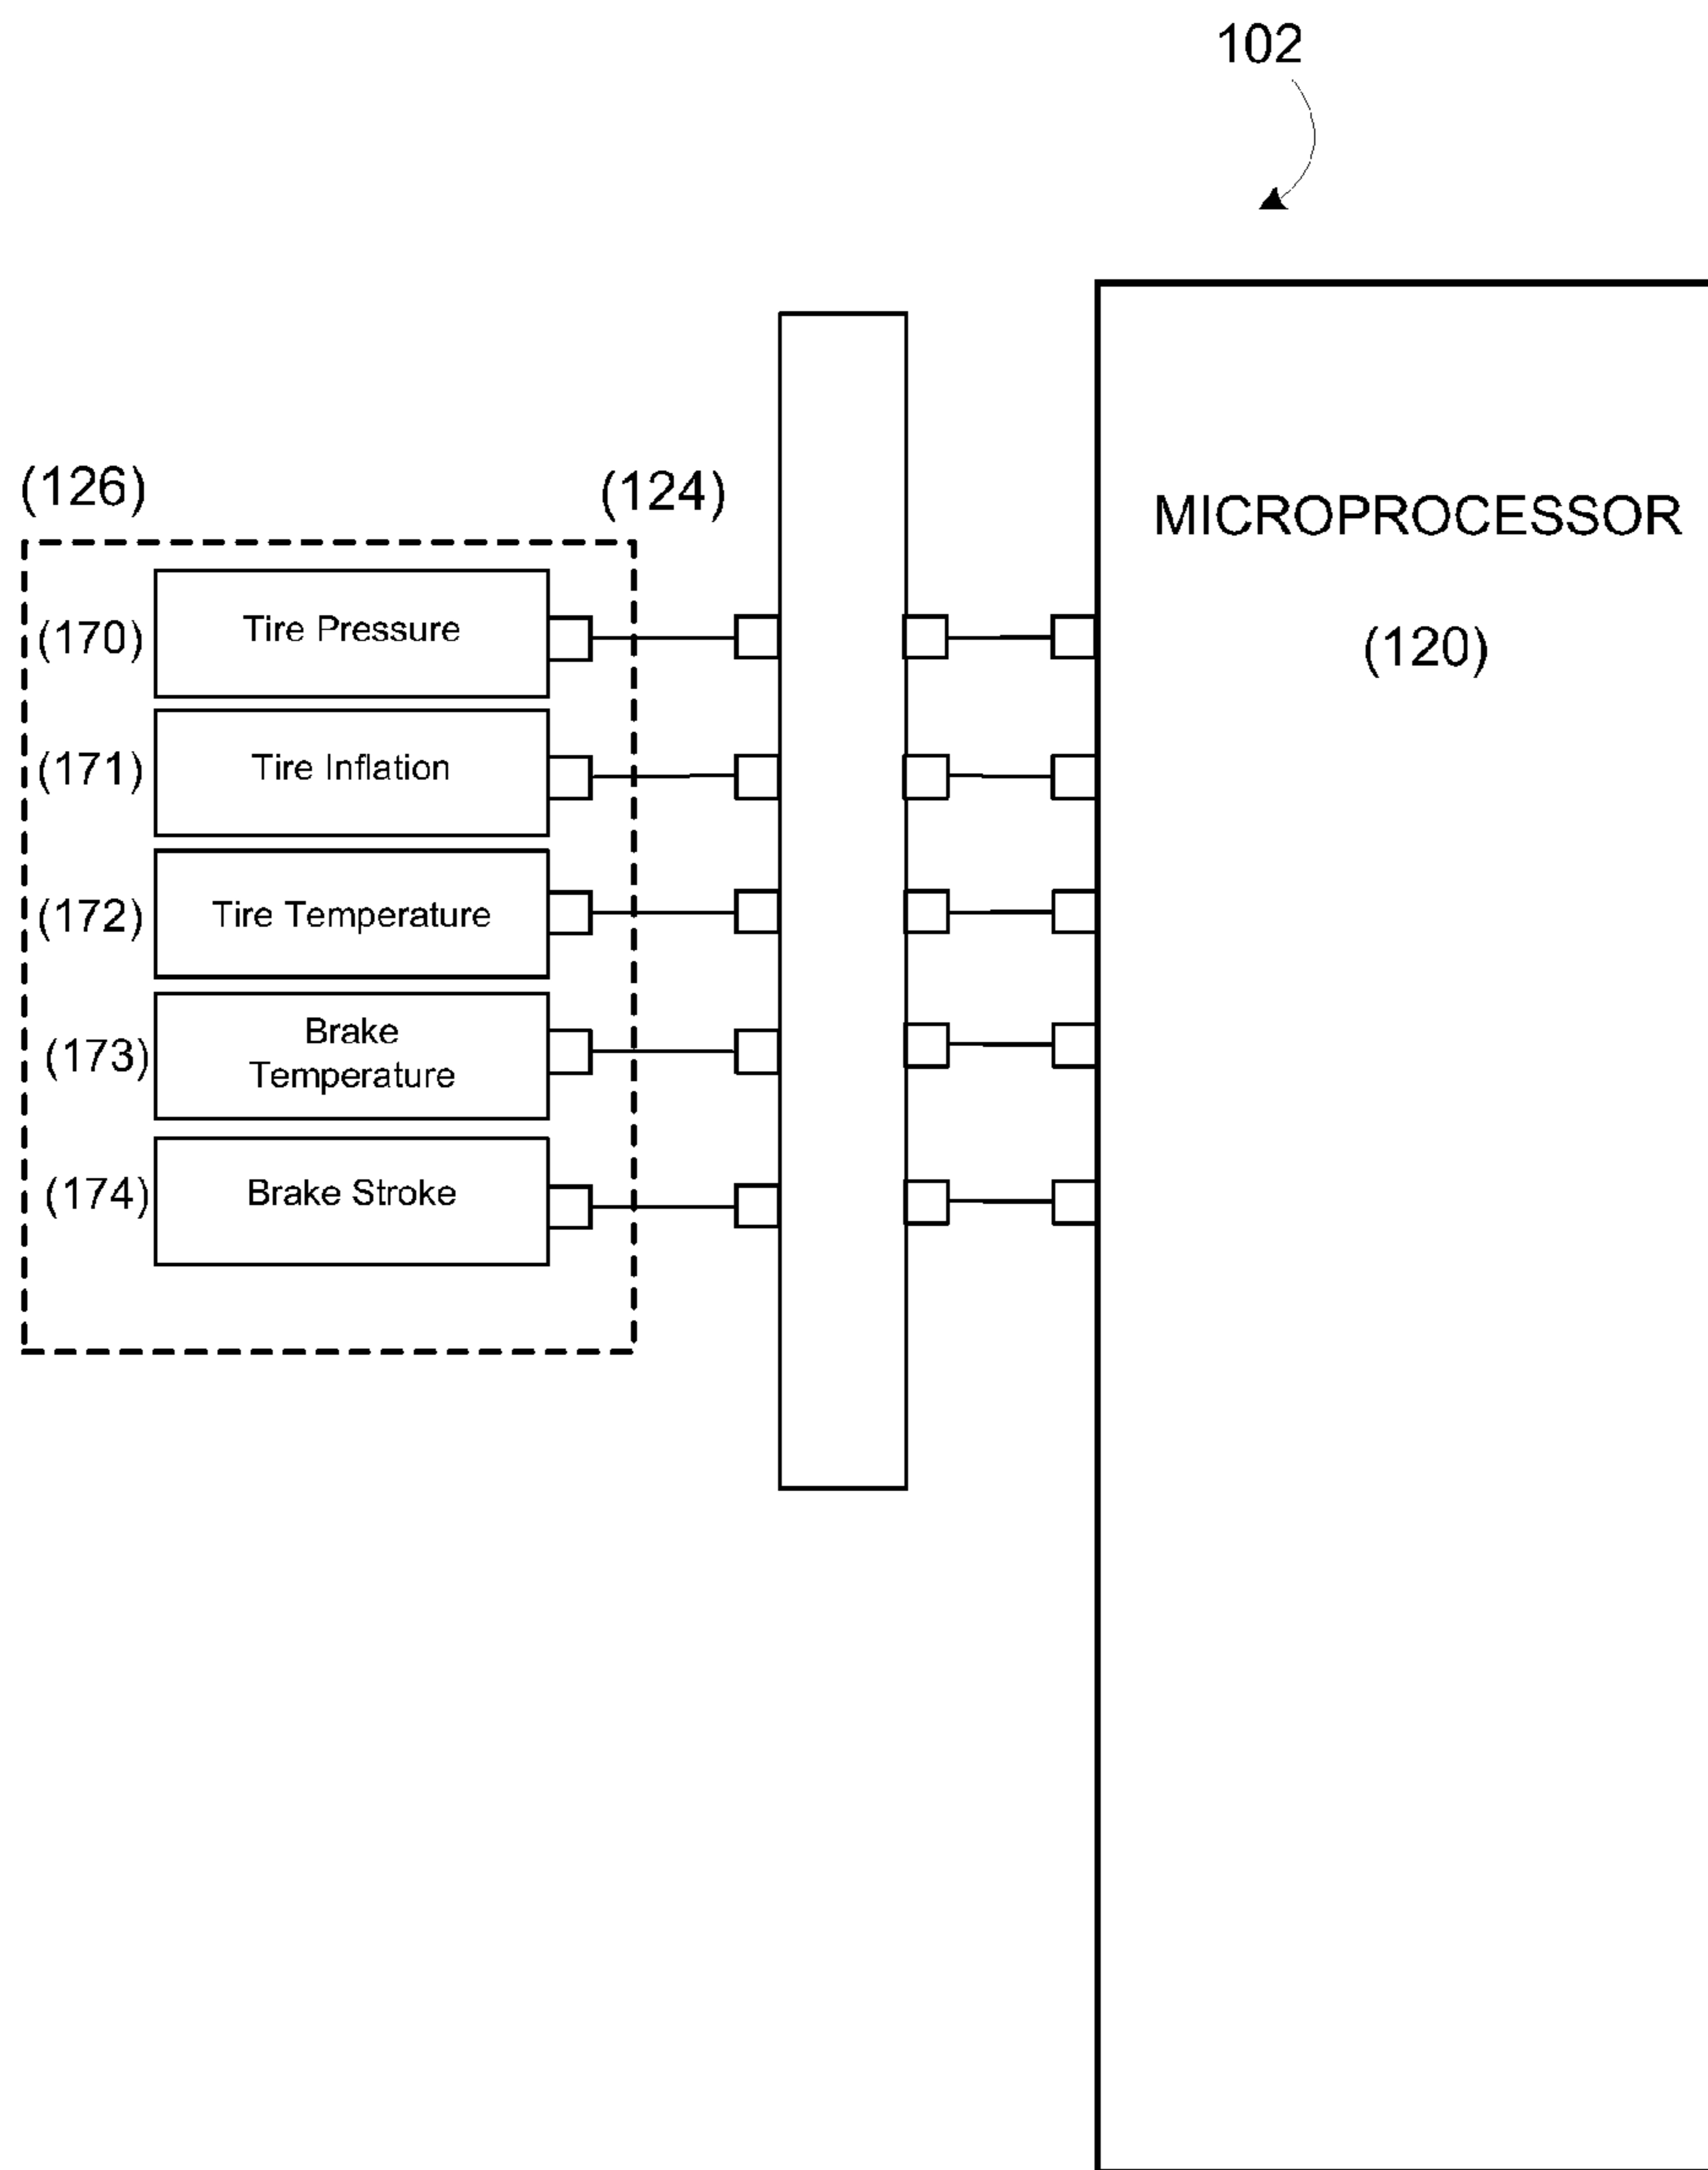 102
(126)
(124)
MICROPROCESSOR
(120)
(170)
Tire Pressure
(171)
Tire Inflation
(172)
Tire Temperature
(173)
Brake
Temperature
(174)
Brake Stroke